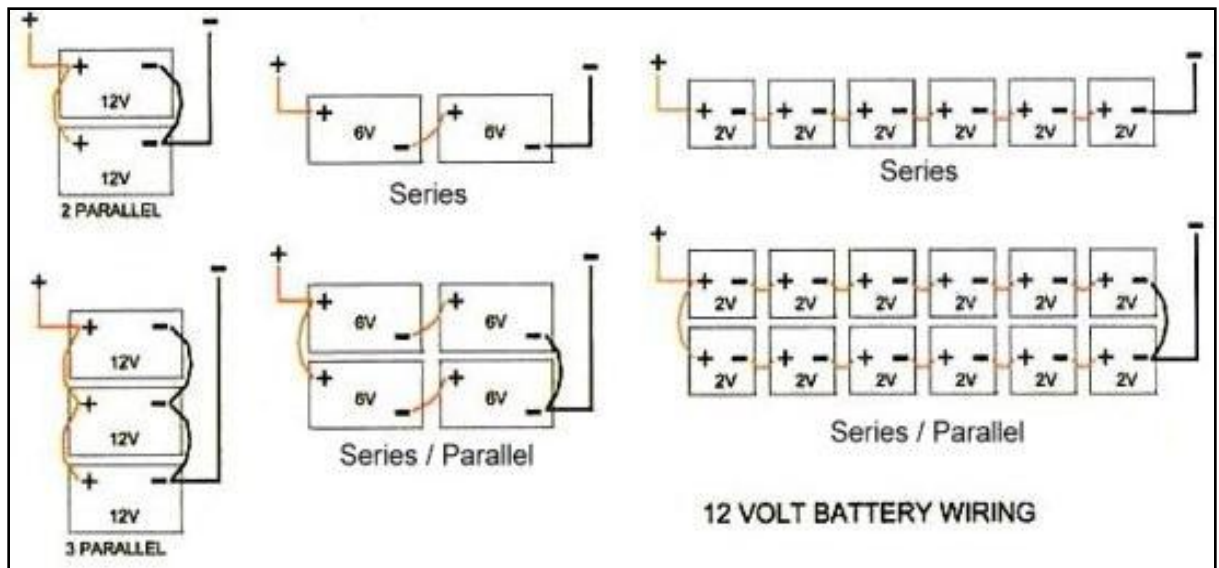 + -
+ -
12V
+ -
12V
2 PARALLEL
+ -
+ 6V - + 6V -
Series
+ -
+ - + - + - + - + - + -
2V 2V 2V 2V 2V 2V
Series
+ -
+ -
12V
+ -
12V
+ -
12V
3 PARALLEL
+ -
+ 6V - + 6V -
+ 6V - + 6V -
Series / Parallel
+ -
+ - + - + - + - + - + -
2V 2V 2V 2V 2V 2V
+ - + - + - + - + - + -
2V 2V 2V 2V 2V 2V
Series / Parallel
12 VOLT BATTERY WIRING